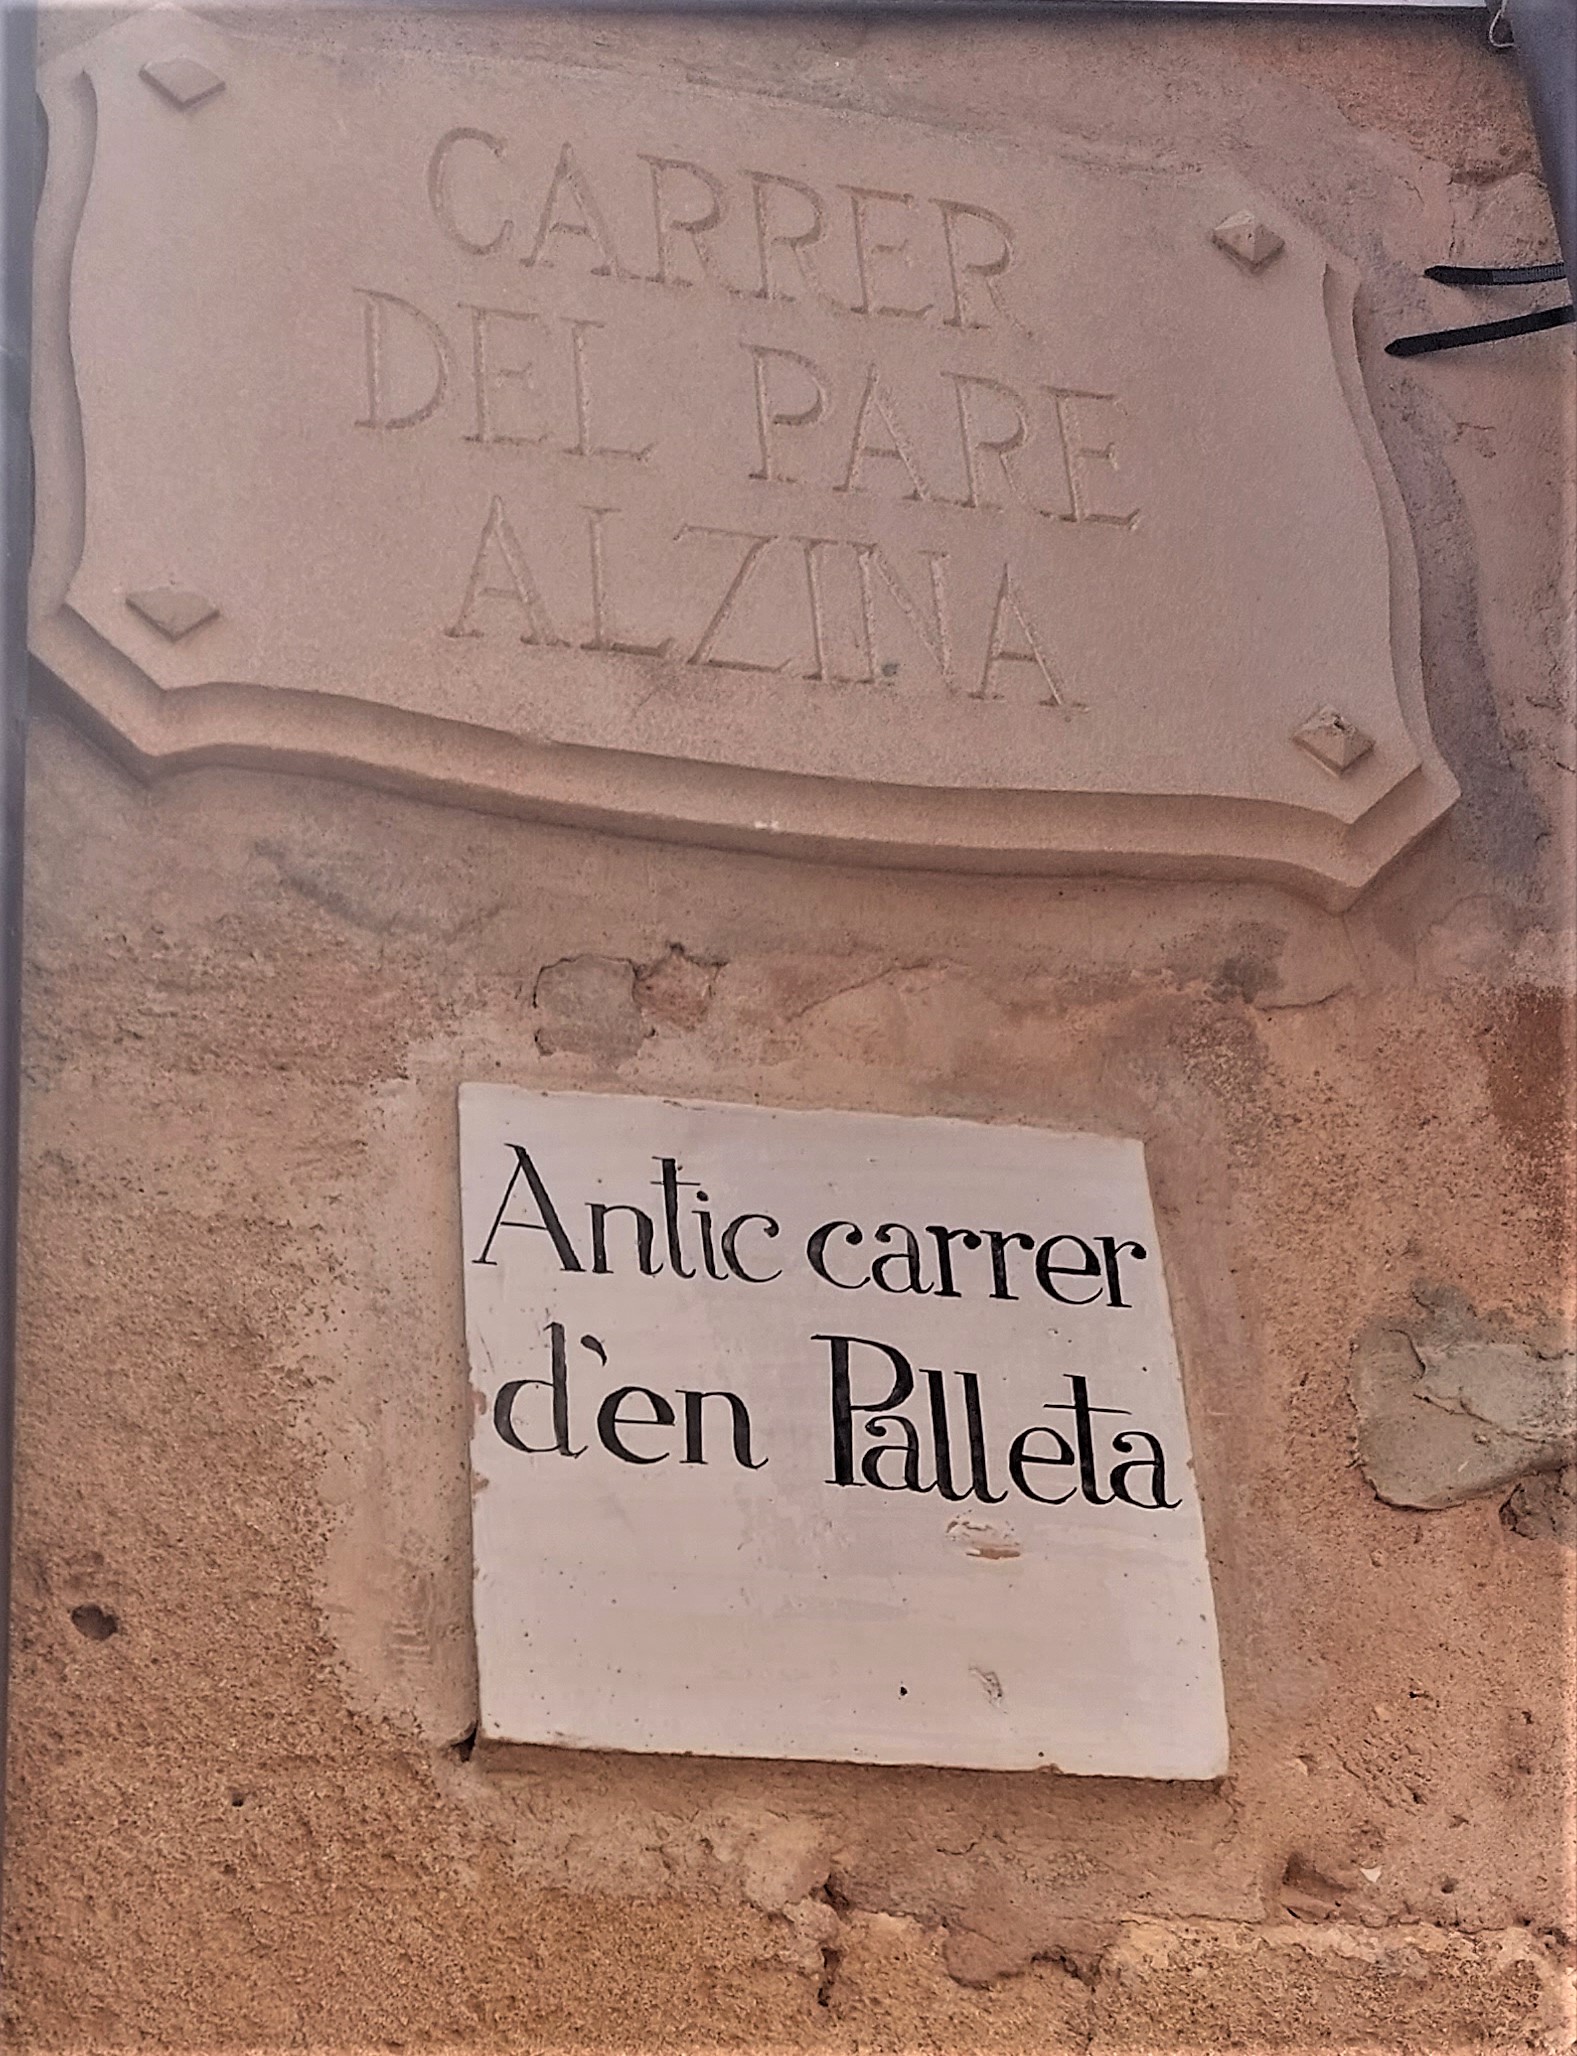 CARRER
DEL PARE
ALZINA
Antic carrer
d'en Palleta